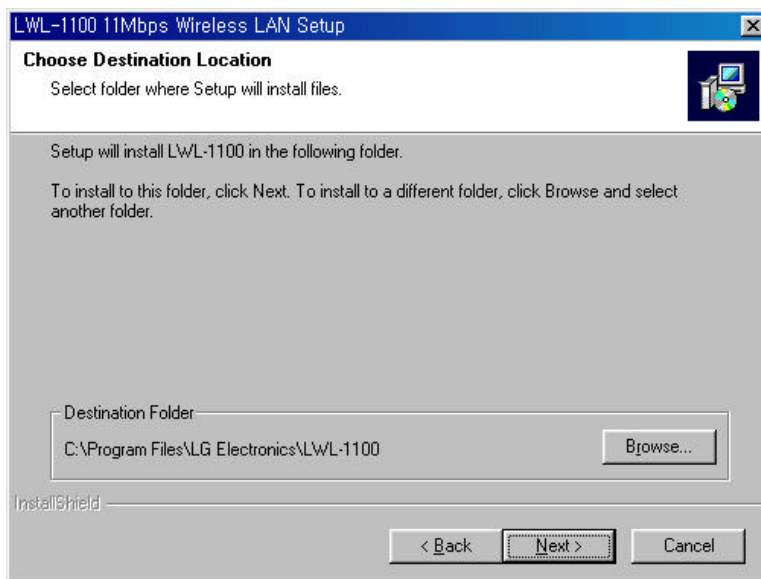 LWL-1100 11Mbps Wireless LAN Setup
Choose Destination Location
Select folder where Setup will install files.
Setup will install LWL-1100 in the following folder.
To install to this folder, click Next. To install to a different folder, click Browse and select
another folder.
Destination Folder
C:\Program Files\LG Electronics\LWL-1100
Browse...
InstallShield
< Back
Next >
Cancel